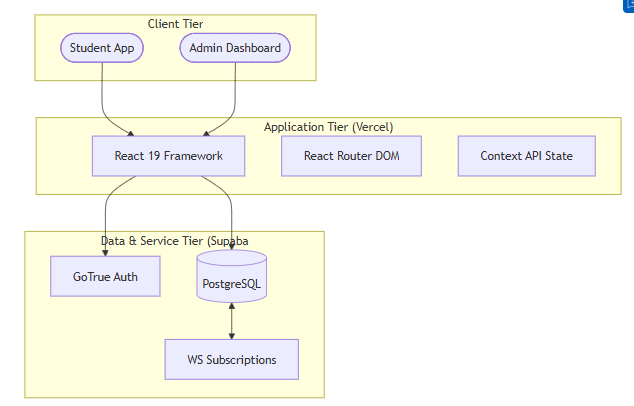 Client Tier
Student App
Admin Dashboard
Application Tier (Vercel)
React 19 Framework
React Router DOM
Context API State
Data & Service Tier (Supaba
GoTrue Auth
PostgreSQL
WS Subscriptions